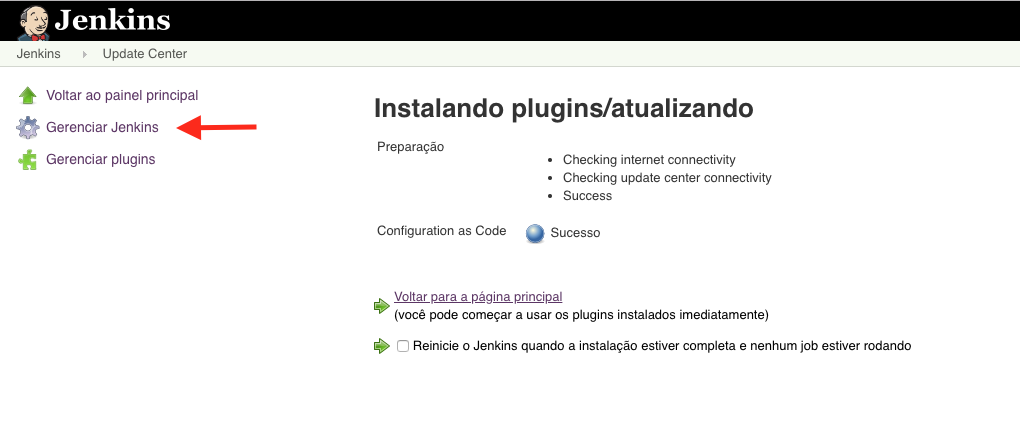 Jenkins
Jenkins Update Center
Voltar ao painel principal
Gerenciar Jenkins
Gerenciar plugins
Instalando plugins/atualizando
Preparação
Checking internet connectivity
Checking update center connectivity
Success
Configuration as Code Sucesso
Voltar para a página principal
(você pode começar a usar os plugins instalados imediatamente)
Reinicie o Jenkins quando a instalação estiver completa e nenhum job estiver rodando